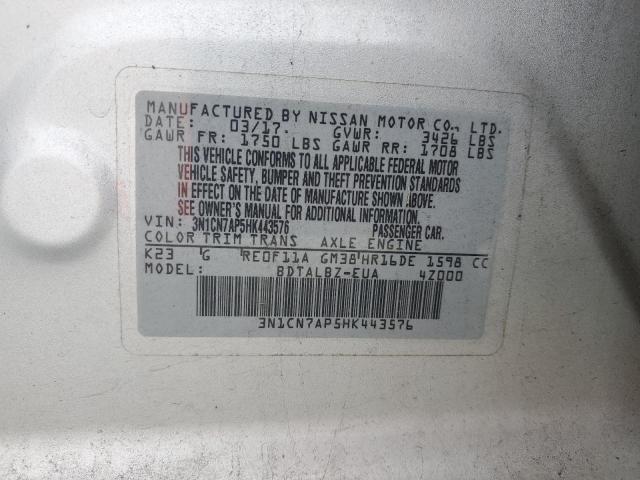 MANUFACTURED BY NISSAN MOTOR CO., LTD.
DATE: 03/17. GVWR: 3426 LBS
GAWR FR: 1750 LBS GAWR RR: 1708 LBS
THIS VEHICLE CONFORMS TO ALL APPLICABLE FEDERAL MOTOR
VEHICLE SAFETY, BUMPER AND THEFT PREVENTION STANDARDS
IN EFFECT ON THE DATE OF MANUFACTURE SHOWN ABOVE.
SEE OWNER'S MANUAL FOR ADDITIONAL INFORMATION.
VIN: 3N1CN7AP5HK443576 PASSENGER CAR.
COLOR TRIM TRANS AXLE ENGINE
K23 G RE0F11A GM38 HR16DE 1598 CC
MODEL: BDTALBZ-EUA 4Z000
3N1CN7AP5HK443576